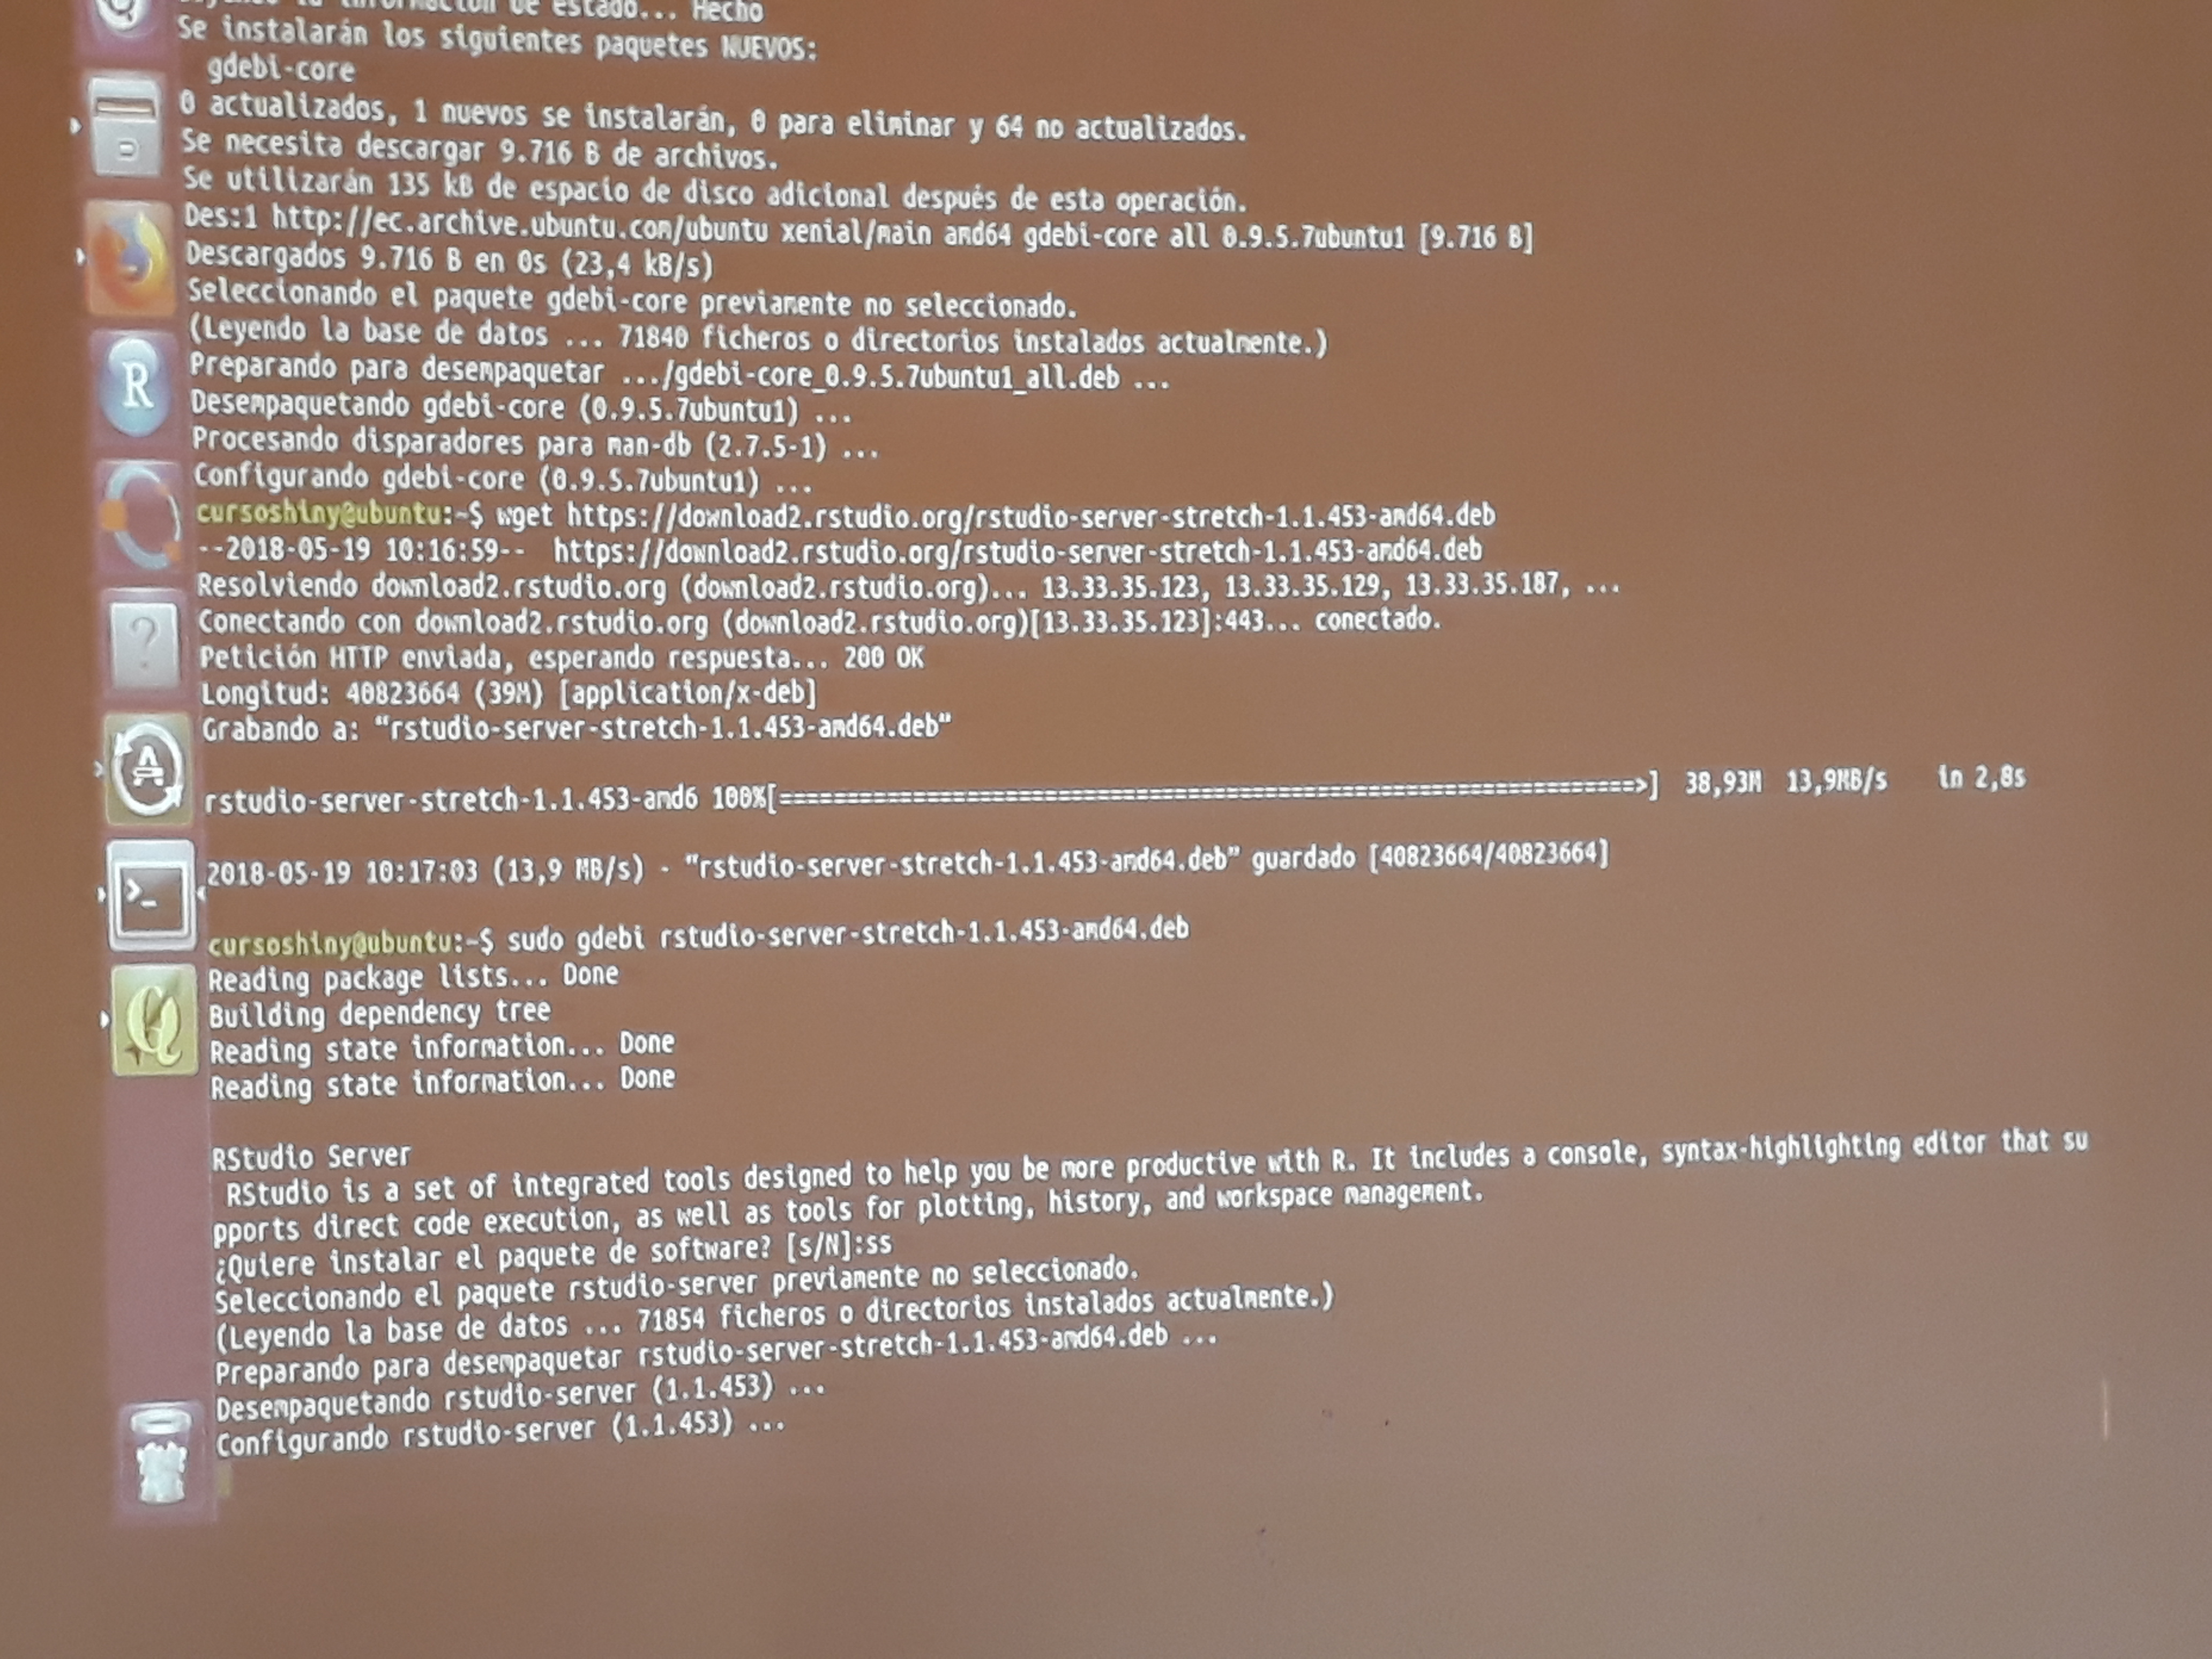 la información de estado... Hecho
Se instalarán los siguientes paquetes NUEVOS:
gdebi-core
0 actualizados, 1 nuevos se instalarán, 0 para eliminar y 64 no actualizados.
Se necesita descargar 9.716 B de archivos.
Se utilizarán 135 kB de espacio de disco adicional después de esta operación.
Des:1 http://ec.archive.ubuntu.com/ubuntu xenial/main amd64 gdebi-core all 0.9.5.7ubuntu1 [9.716 B]
Descargados 9.716 B en 0s (23,4 kB/s)
Seleccionando el paquete gdebi-core previamente no seleccionado.
(Leyendo la base de datos ... 71840 ficheros o directorios instalados actualmente.)
Preparando para desempaquetar .../gdebi-core_0.9.5.7ubuntu1_all.deb ...
Desempaquetando gdebi-core (0.9.5.7ubuntu1) ...
Procesando disparadores para man-db (2.7.5-1) ...
Configurando gdebi-core (0.9.5.7ubuntu1) ...
cursoshiny@ubuntu:~$ wget https://download2.rstudio.org/rstudio-server-stretch-1.1.453-amd64.deb
--2018-05-19 10:16:59--  https://download2.rstudio.org/rstudio-server-stretch-1.1.453-amd64.deb
Resolviendo download2.rstudio.org (download2.rstudio.org)... 13.33.35.123, 13.33.35.129, 13.33.35.187, ...
Conectando con download2.rstudio.org (download2.rstudio.org)[13.33.35.123]:443... conectado.
Petición HTTP enviada, esperando respuesta... 200 OK
Longitud: 40823664 (39M) [application/x-deb]
Grabando a: “rstudio-server-stretch-1.1.453-amd64.deb”
rstudio-server-stretch-1.1.453-amd6 100%[==================================================================>]  38,93M  13,9MB/s    in 2,8s
2018-05-19 10:17:03 (13,9 MB/s) - “rstudio-server-stretch-1.1.453-amd64.deb” guardado [40823664/40823664]
cursoshiny@ubuntu:~$ sudo gdebi rstudio-server-stretch-1.1.453-amd64.deb
Reading package lists... Done
Building dependency tree
Reading state information... Done
Reading state information... Done
RStudio Server
RStudio is a set of integrated tools designed to help you be more productive with R. It includes a console, syntax-highlighting editor that su
pports direct code execution, as well as tools for plotting, history, and workspace management.
¿Quiere instalar el paquete de software? [s/N]:ss
Seleccionando el paquete rstudio-server previamente no seleccionado.
(Leyendo la base de datos ... 71854 ficheros o directorios instalados actualmente.)
Preparando para desempaquetar rstudio-server-stretch-1.1.453-amd64.deb ...
Desempaquetando rstudio-server (1.1.453) ...
Configurando rstudio-server (1.1.453) ...
R
?
A
>_
Q